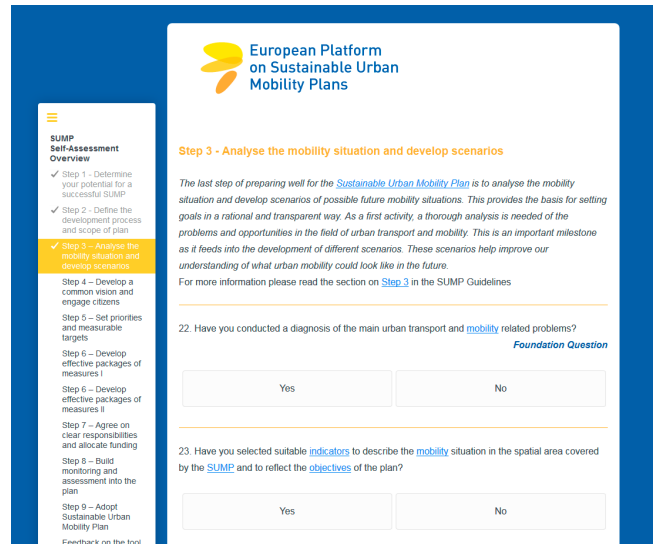 European Platform
on Sustainable Urban
Mobility Plans
SUMP
Self-Assessment
Overview
Step 1 - Determine
your potential for a
successful SUMP
Step 2 - Define the
development process
and scope of plan
Step 3 – Analyse the
mobility situation and
develop scenarios
Step 4 – Develop a
common vision and
engage citizens
Step 5 – Set priorities
and measurable
targets
Step 6 – Develop
effective packages of
measures I
Step 6 – Develop
effective packages of
measures II
Step 7 – Agree on
clear responsibilities
and allocate funding
Step 8 – Build
monitoring and
assessment into the
plan
Step 9 – Adopt
Sustainable Urban
Mobility Plan
Feedback on the tool
Step 3 - Analyse the mobility situation and develop scenarios
The last step of preparing well for the Sustainable Urban Mobility Plan is to analyse the mobility
situation and develop scenarios of possible future mobility situations. This provides the basis for setting
goals in a rational and transparent way. As a first activity, a thorough analysis is needed of the
problems and opportunities in the field of urban transport and mobility. This is an important milestone
as it feeds into the development of different scenarios. These scenarios help improve our
understanding of what urban mobility could look like in the future.
For more information please read the section on Step 3 in the SUMP Guidelines
22. Have you conducted a diagnosis of the main urban transport and mobility related problems?
Foundation Question
Yes No
23. Have you selected suitable indicators to describe the mobility situation in the spatial area covered
by the SUMP and to reflect the objectives of the plan?
Yes No